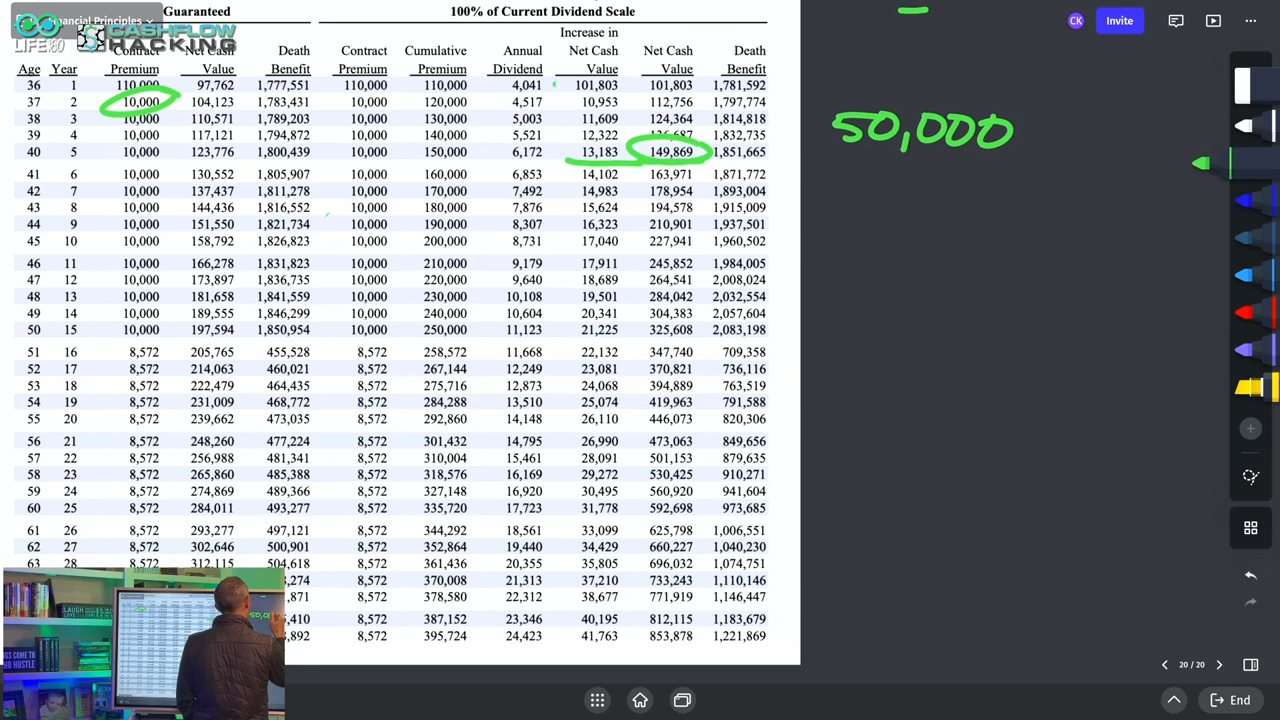 Financial Principles
LIFE180
CASHFLOW HACKING
Guaranteed 100% of Current Dividend Scale
Increase in
Contract Net Cash Death Contract Cumulative Annual Net Cash Net Cash Death
Age Year Premium Value Benefit Premium Premium Dividend Value Value Benefit
36 1 110,000 97,762 1,777,551 110,000 110,000 4,041 101,803 101,803 1,781,592
37 2 10,000 104,123 1,783,431 10,000 120,000 4,517 10,953 112,756 1,797,774
38 3 10,000 110,571 1,789,203 10,000 130,000 5,003 11,609 124,364 1,814,818
39 4 10,000 117,121 1,794,872 10,000 140,000 5,521 12,322 136,687 1,832,735
40 5 10,000 123,776 1,800,439 10,000 150,000 6,172 13,183 149,869 1,851,665
41 6 10,000 130,552 1,805,907 10,000 160,000 6,853 14,102 163,971 1,871,772
42 7 10,000 137,437 1,811,278 10,000 170,000 7,492 14,983 178,954 1,893,004
43 8 10,000 144,436 1,816,552 10,000 180,000 7,876 15,624 194,578 1,915,009
44 9 10,000 151,550 1,821,734 10,000 190,000 8,307 16,323 210,901 1,937,501
45 10 10,000 158,792 1,826,823 10,000 200,000 8,731 17,040 227,941 1,960,502
46 11 10,000 166,278 1,831,823 10,000 210,000 9,179 17,911 245,852 1,984,005
47 12 10,000 173,897 1,836,735 10,000 220,000 9,640 18,689 264,541 2,008,024
48 13 10,000 181,658 1,841,559 10,000 230,000 10,108 19,501 284,042 2,032,554
49 14 10,000 189,555 1,846,299 10,000 240,000 10,604 20,341 304,383 2,057,604
50 15 10,000 197,594 1,850,954 10,000 250,000 11,123 21,225 325,608 2,083,198
51 16 8,572 205,765 455,528 8,572 258,572 11,668 22,132 347,740 709,358
52 17 8,572 214,063 460,021 8,572 267,144 12,249 23,081 370,821 736,116
53 18 8,572 222,479 464,435 8,572 275,716 12,873 24,068 394,889 763,519
54 19 8,572 231,009 468,772 8,572 284,288 13,510 25,074 419,963 791,588
55 20 8,572 239,662 473,035 8,572 292,860 14,148 26,110 446,073 820,306
56 21 8,572 248,260 477,224 8,572 301,432 14,795 26,990 473,063 849,656
57 22 8,572 256,988 481,341 8,572 310,004 15,461 28,091 501,153 879,635
58 23 8,572 265,860 485,388 8,572 318,576 16,169 29,272 530,425 910,271
59 24 8,572 274,869 489,366 8,572 327,148 16,920 30,495 560,920 941,604
60 25 8,572 284,011 493,277 8,572 335,720 17,723 31,778 592,698 973,685
61 26 8,572 293,277 497,121 8,572 344,292 18,561 33,099 625,798 1,006,551
62 27 8,572 302,646 500,901 8,572 352,864 19,440 34,429 660,227 1,040,230
63 28 8,572 312,115 504,618 8,572 361,436 20,355 35,805 696,032 1,074,751
,274 8,572 370,008 21,313 37,210 733,243 1,110,146
,871 8,572 378,580 22,312 38,677 771,919 1,146,447
,410 8,572 387,152 23,346 40,195 812,115 1,183,679
,892 8,572 395,724 24,423 41,763 853,878 1,221,869
50,000
CK
Invite
20 / 20
End